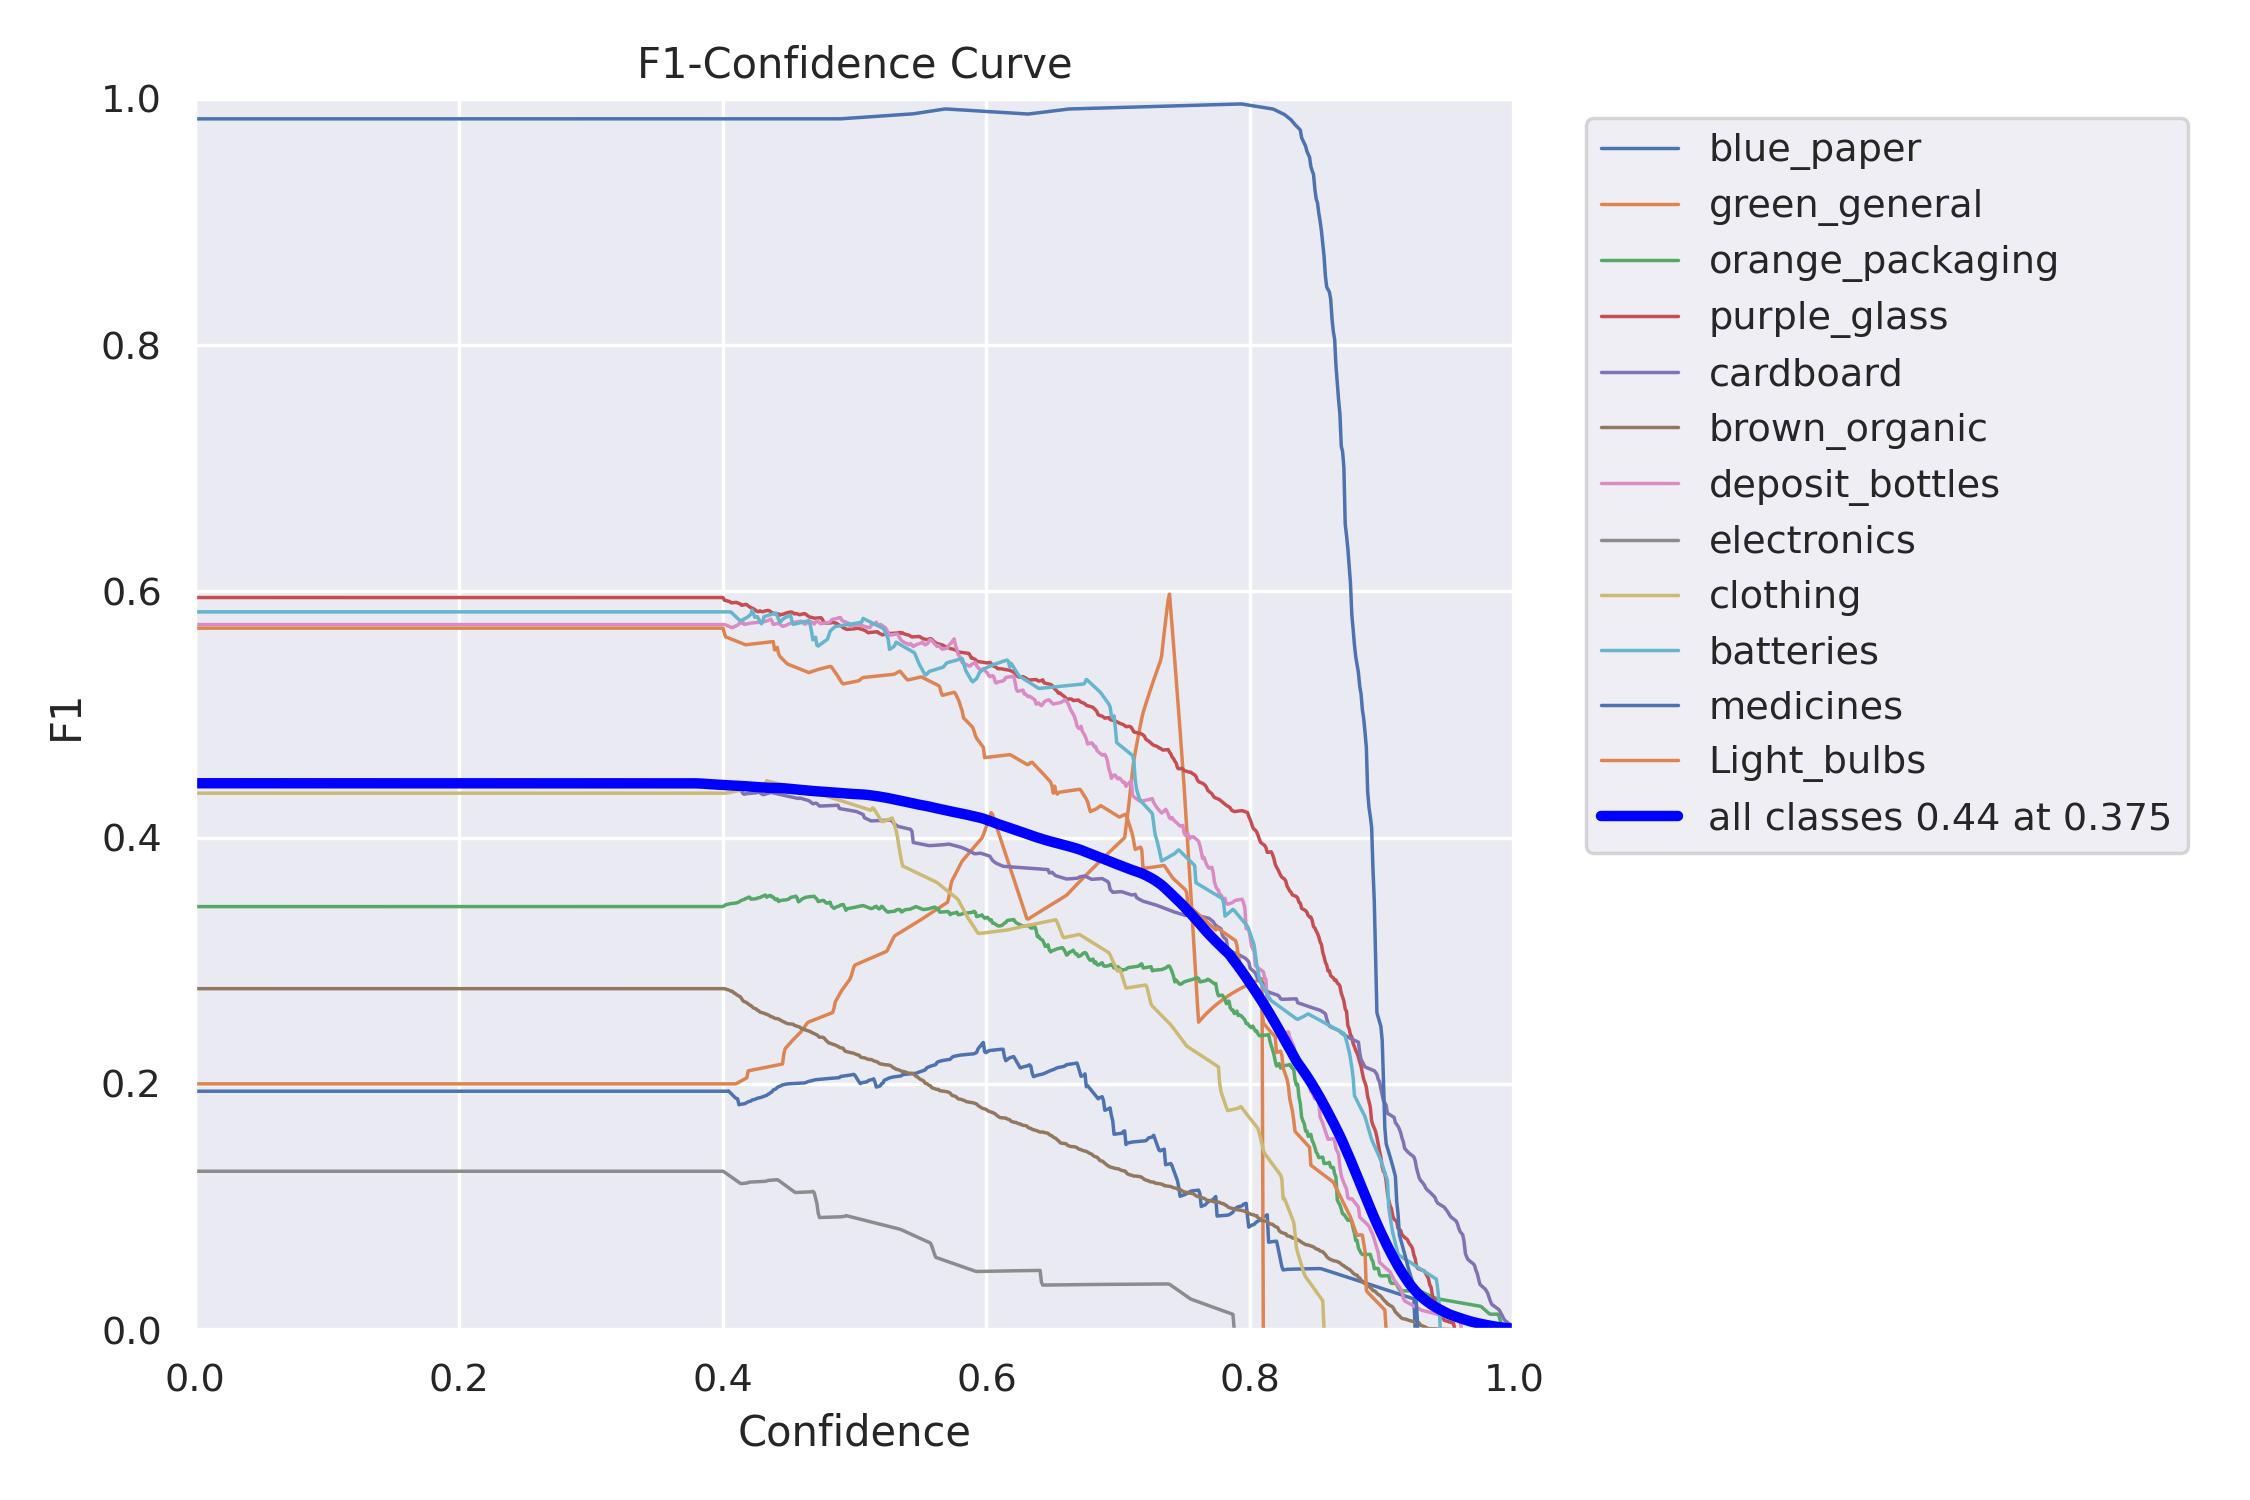 F1-Confidence Curve
1.0
0.8
0.6
0.4
0.2
0.0
F1
0.0 0.2 0.4 0.6 0.8 1.0
Confidence
blue_paper
green_general
orange_packaging
purple_glass
cardboard
brown_organic
deposit_bottles
electronics
clothing
batteries
medicines
Light_bulbs
all classes 0.44 at 0.375